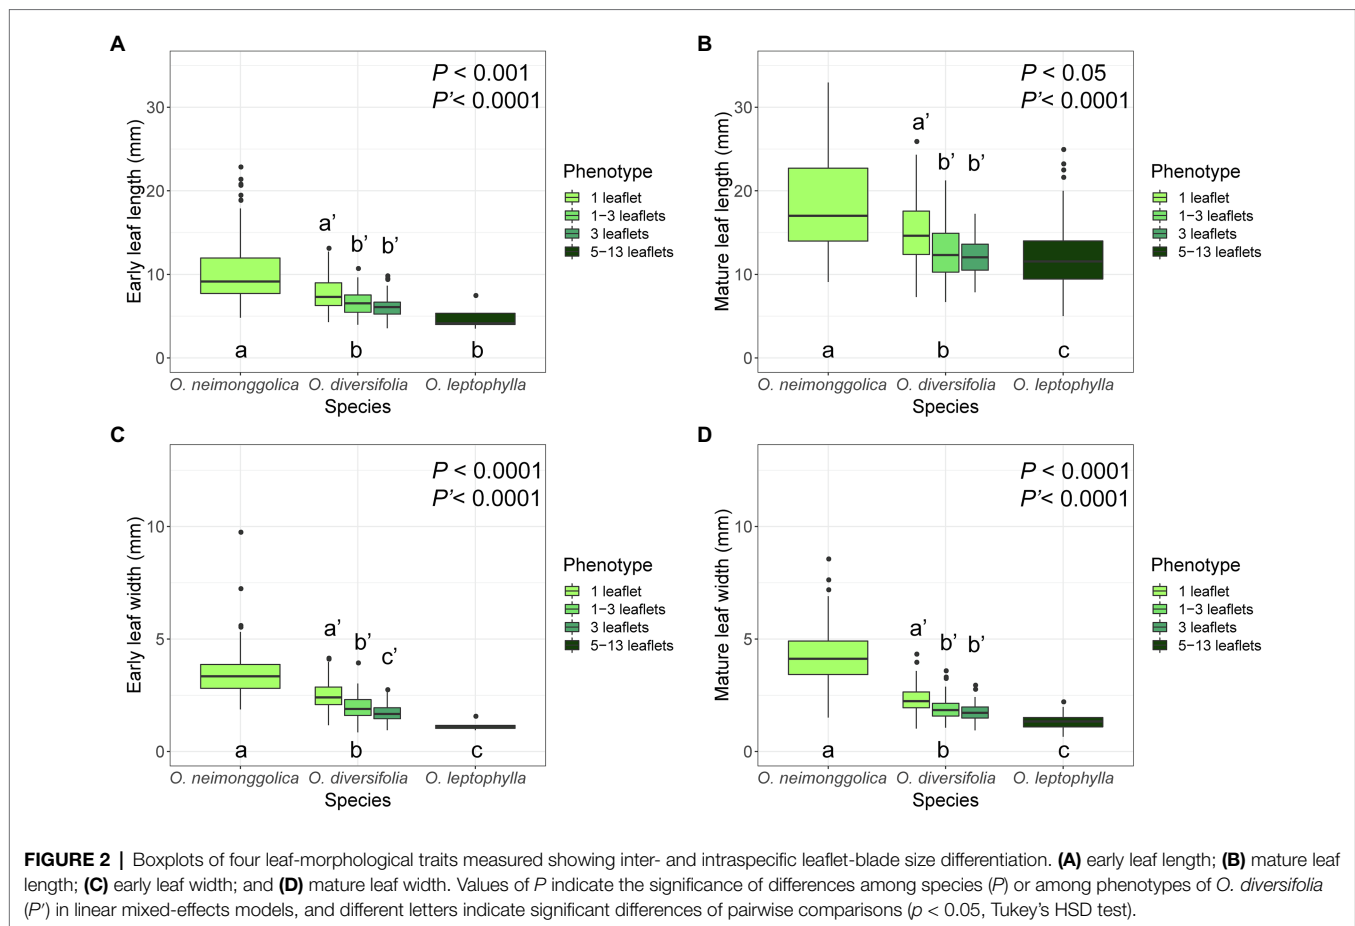 A
P < 0.001
P’< 0.0001
Early leaf length (mm)
30
20
10
0
a’
b’
b’
a
b
b
O. neimonggolica
O. diversifolia
O. leptophylla
Species
Phenotype
1 leaflet
1−3 leaflets
3 leaflets
5−13 leaflets
B
P < 0.05
P’< 0.0001
Mature leaf length (mm)
30
20
10
0
a’
b’
b’
a
b
c
O. neimonggolica
O. diversifolia
O. leptophylla
Species
Phenotype
1 leaflet
1−3 leaflets
3 leaflets
5−13 leaflets
C
P < 0.0001
P’< 0.0001
Early leaf width (mm)
10
5
0
a’
b’
c’
a
b
c
O. neimonggolica
O. diversifolia
O. leptophylla
Species
Phenotype
1 leaflet
1−3 leaflets
3 leaflets
5−13 leaflets
D
P < 0.0001
P’< 0.0001
Mature leaf width (mm)
10
5
0
a’
b’
b’
a
b
c
O. neimonggolica
O. diversifolia
O. leptophylla
Species
Phenotype
1 leaflet
1−3 leaflets
3 leaflets
5−13 leaflets
FIGURE 2 | Boxplots of four leaf-morphological traits measured showing inter- and intraspecific leaflet-blade size differentiation. (A) early leaf length; (B) mature leaf
length; (C) early leaf width; and (D) mature leaf width. Values of P indicate the significance of differences among species (P) or among phenotypes of O. diversifolia
(P′) in linear mixed-effects models, and different letters indicate significant differences of pairwise comparisons (p < 0.05, Tukey’s HSD test).